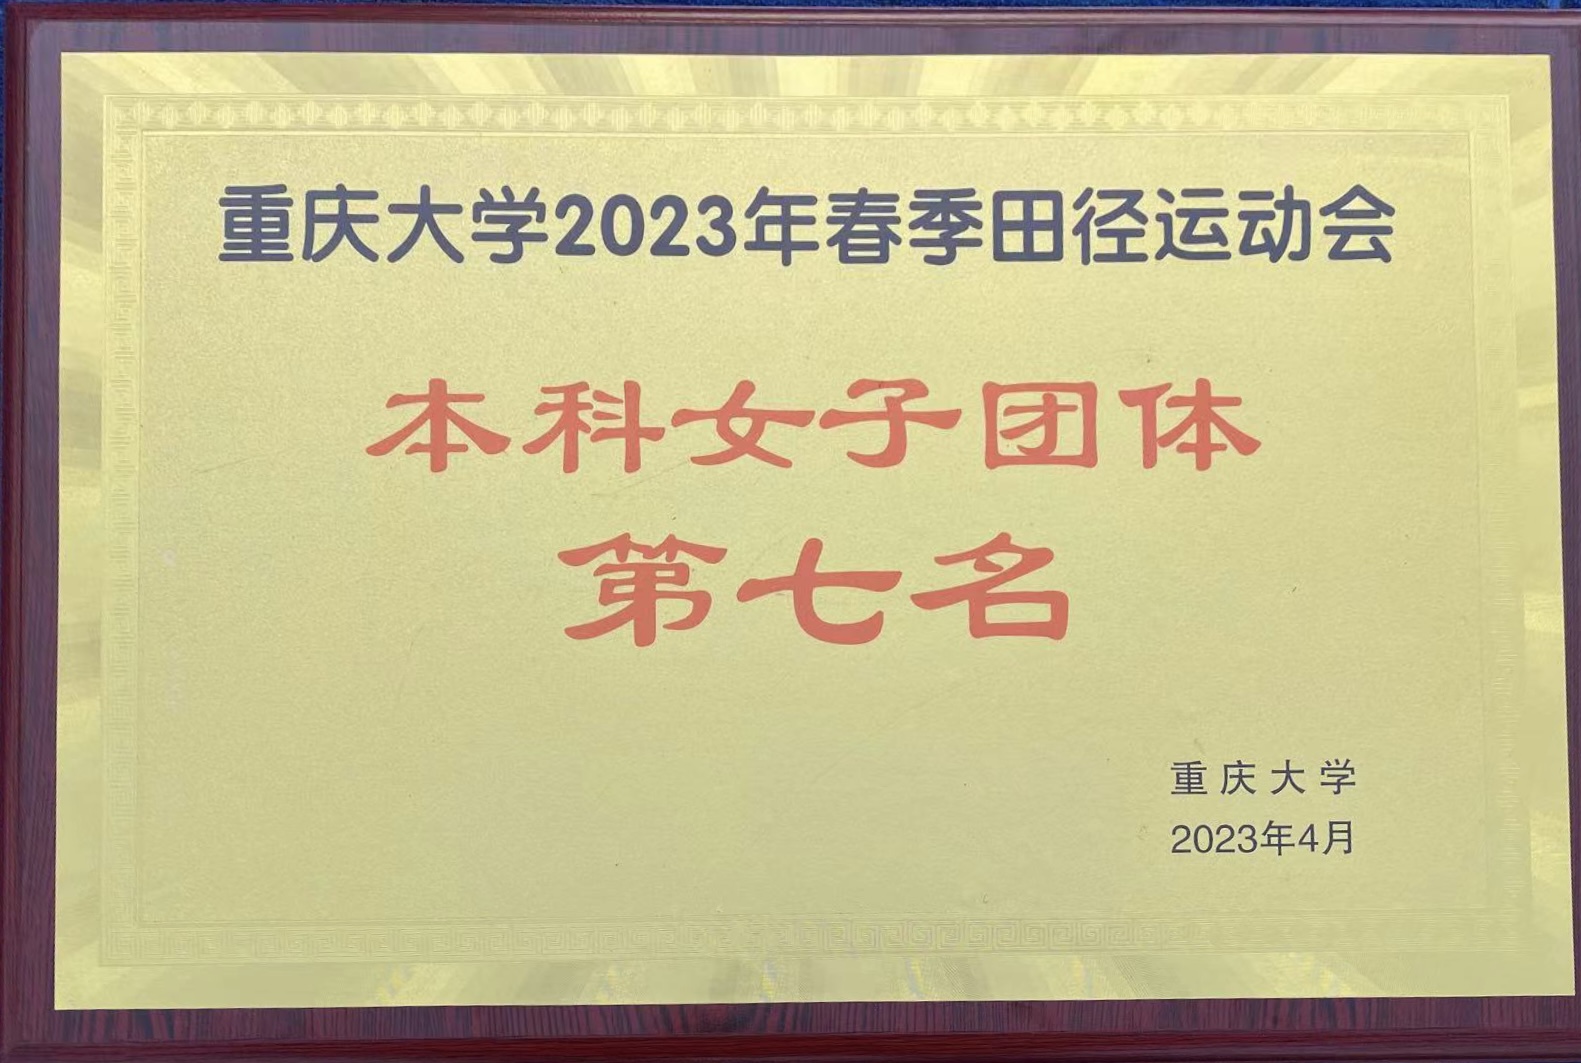 重庆大学2023年春季田径运动会
本科女子团体
第七名
重庆大学
2023年4月